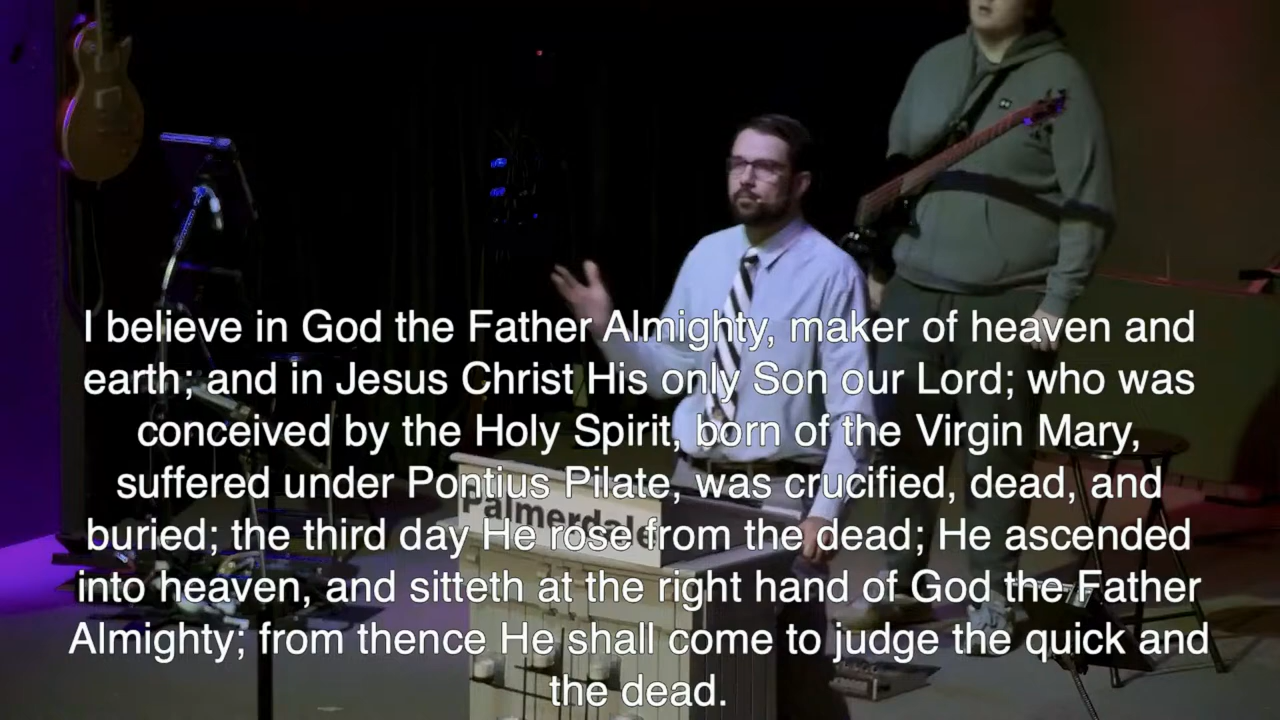 I believe in God the Father Almighty, maker of heaven and
earth; and in Jesus Christ His only Son our Lord; who was
conceived by the Holy Spirit, born of the Virgin Mary,
suffered under Pontius Pilate, was crucified, dead, and
buried; the third day He rose from the dead; He ascended
into heaven, and sitteth at the right hand of God the Father
Almighty; from thence He shall come to judge the quick and
the dead.
Palmerdale